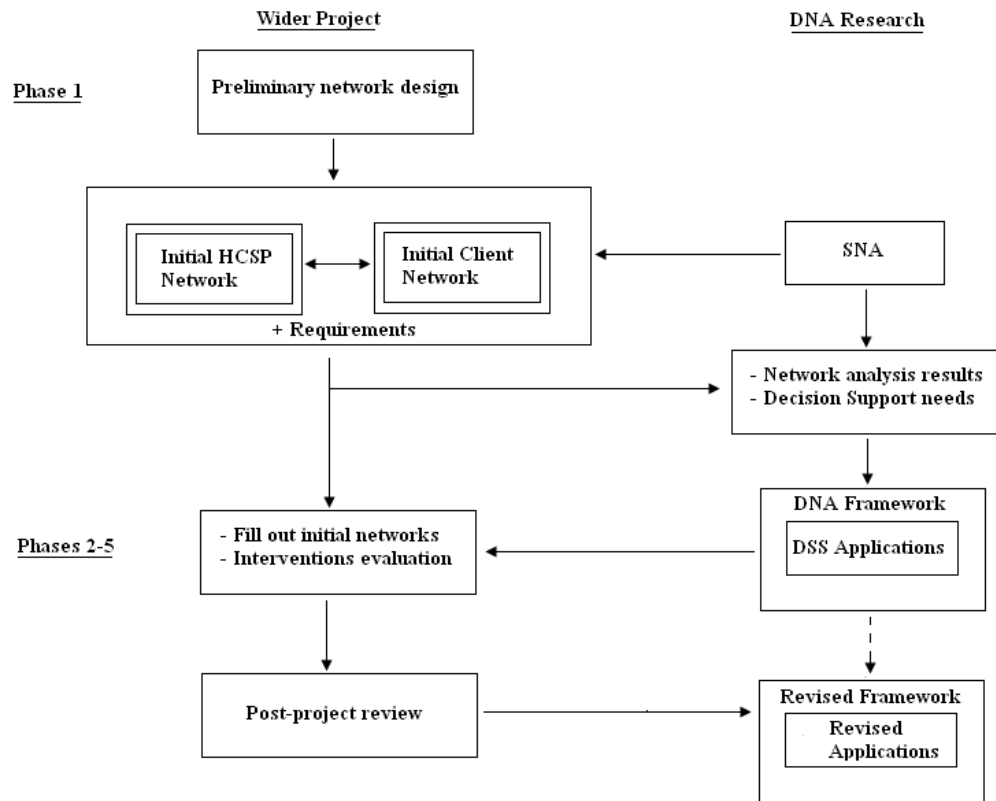 Wider Project
DNA Research
Phase 1
Preliminary network design
Initial HCSP
Network
Initial Client
Network
+ Requirements
SNA
- Network analysis results
- Decision Support needs
Phases 2-5
- Fill out initial networks
- Interventions evaluation
DNA Framework
DSS Applications
Post-project review
Revised Framework
Revised
Applications